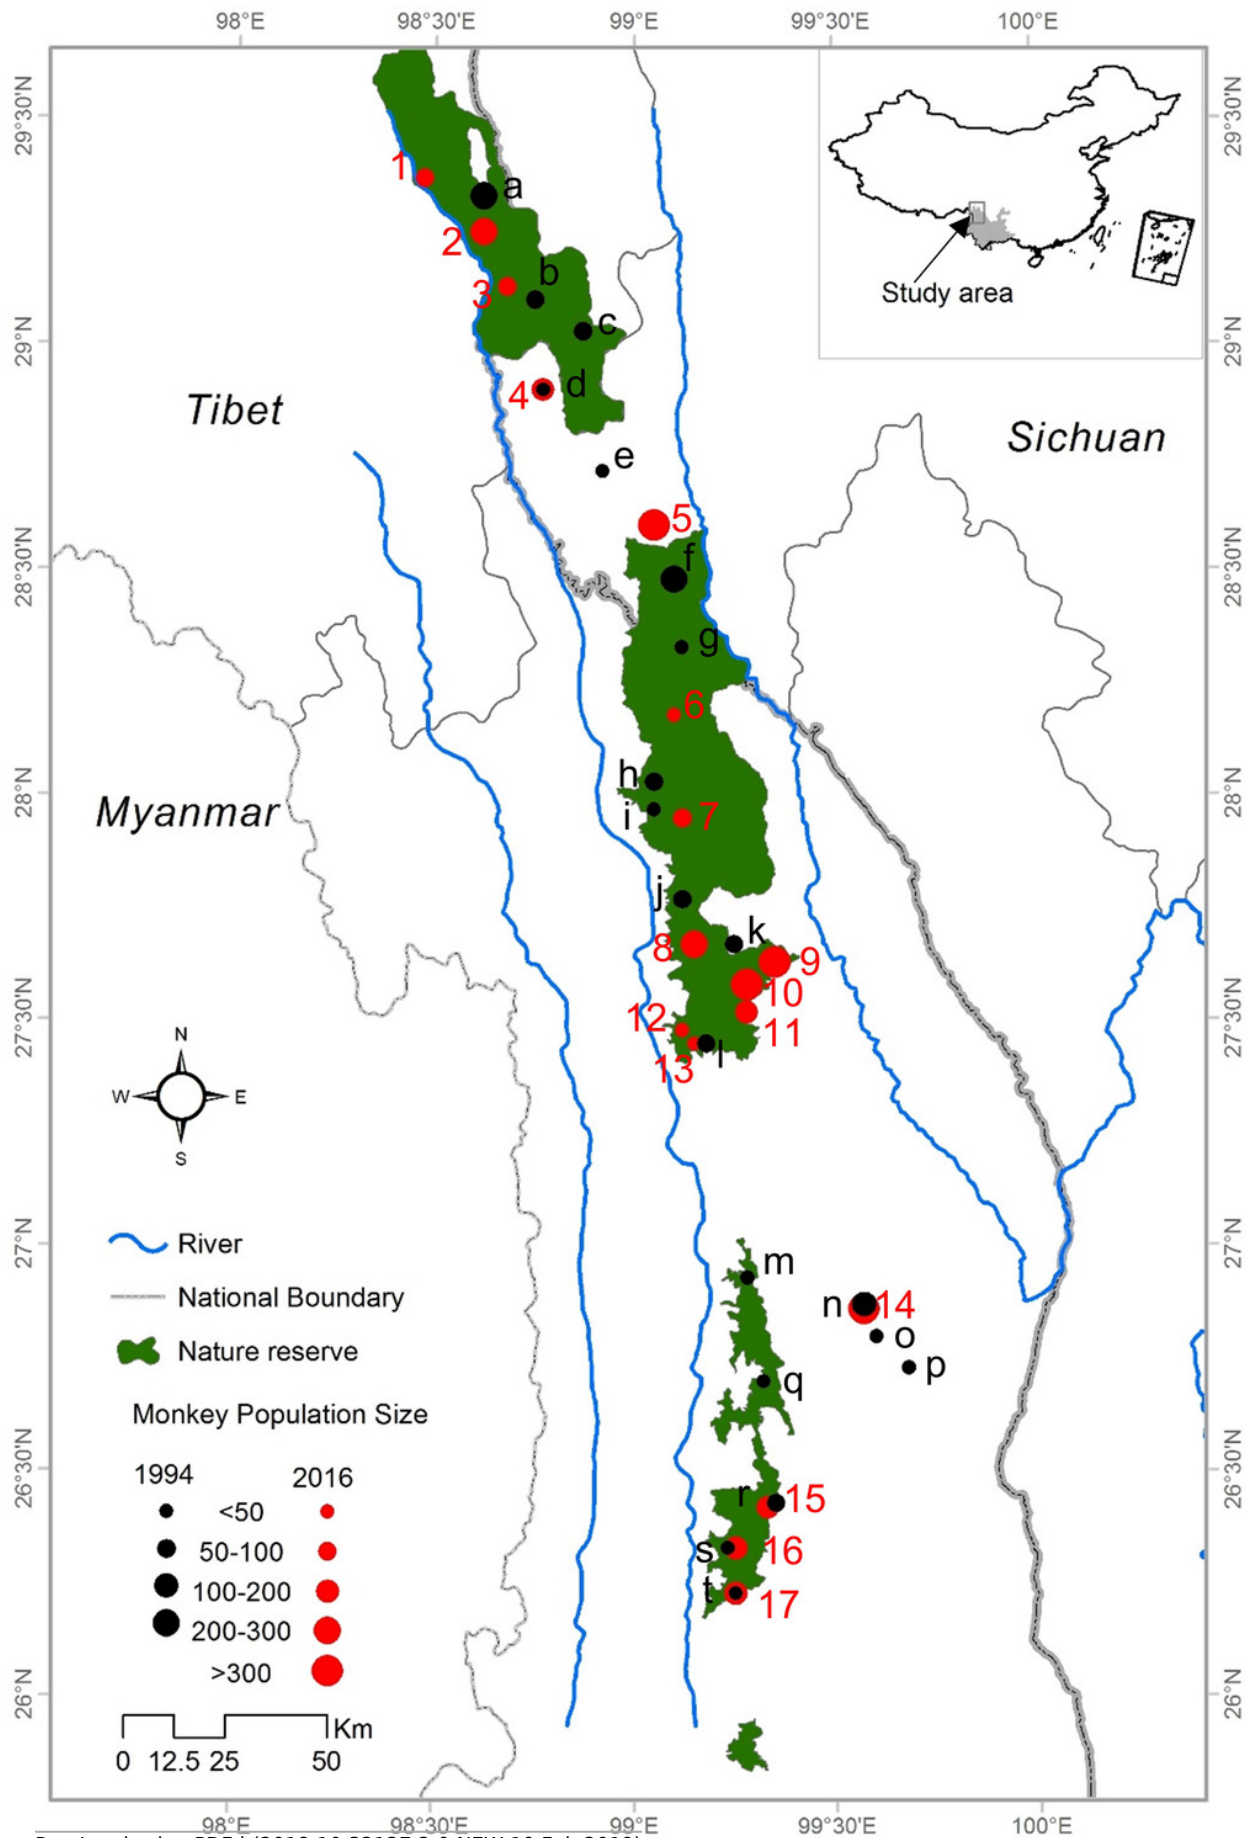 98°E 98°30'E 99°E 99°30'E 100°E
29°30'N 29°30'N
1
a
2
b
3
c
Study area
29°N 29°N
4 d
Tibet
Sichuan
e
5
28°30'N 28°30'N
f
g
6
h
28°N 28°N
i 7
Myanmar
j
8 k
9
10
27°30'N 12 27°30'N
11
13 l
N
W E
S
River
27°N 27°N
m
National Boundary
n 14
o
Nature reserve
p
q
Monkey Population Size
26°30'N 26°30'N
1994 2016
r 15
<50
50-100
s 16
100-200
t 17
200-300
>300
26°N 26°N
Km
0 12.5 25 50
98°E 98°30'E 99°E 99°30'E 100°E